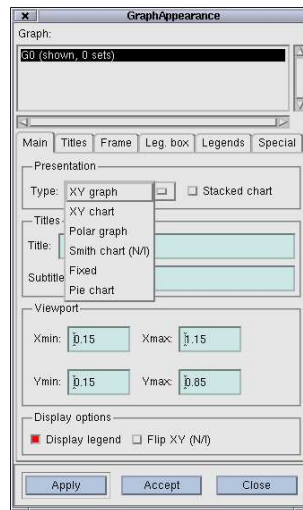 GraphAppearance
Graph:
G0 (shown, 0 sets)
Main Titles Frame Leg. box Legends Special
Presentation
Type: XY graph Stacked chart
XY chart
Polar graph
Smith chart (N/I)
Fixed
Pie chart
Titles
Title:
Subtitle
Viewport
Xmin: 0.15 Xmax: 1.15
Ymin: 0.15 Ymax: 0.85
Display options
Display legend Flip XY (N/I)
Apply Accept Close